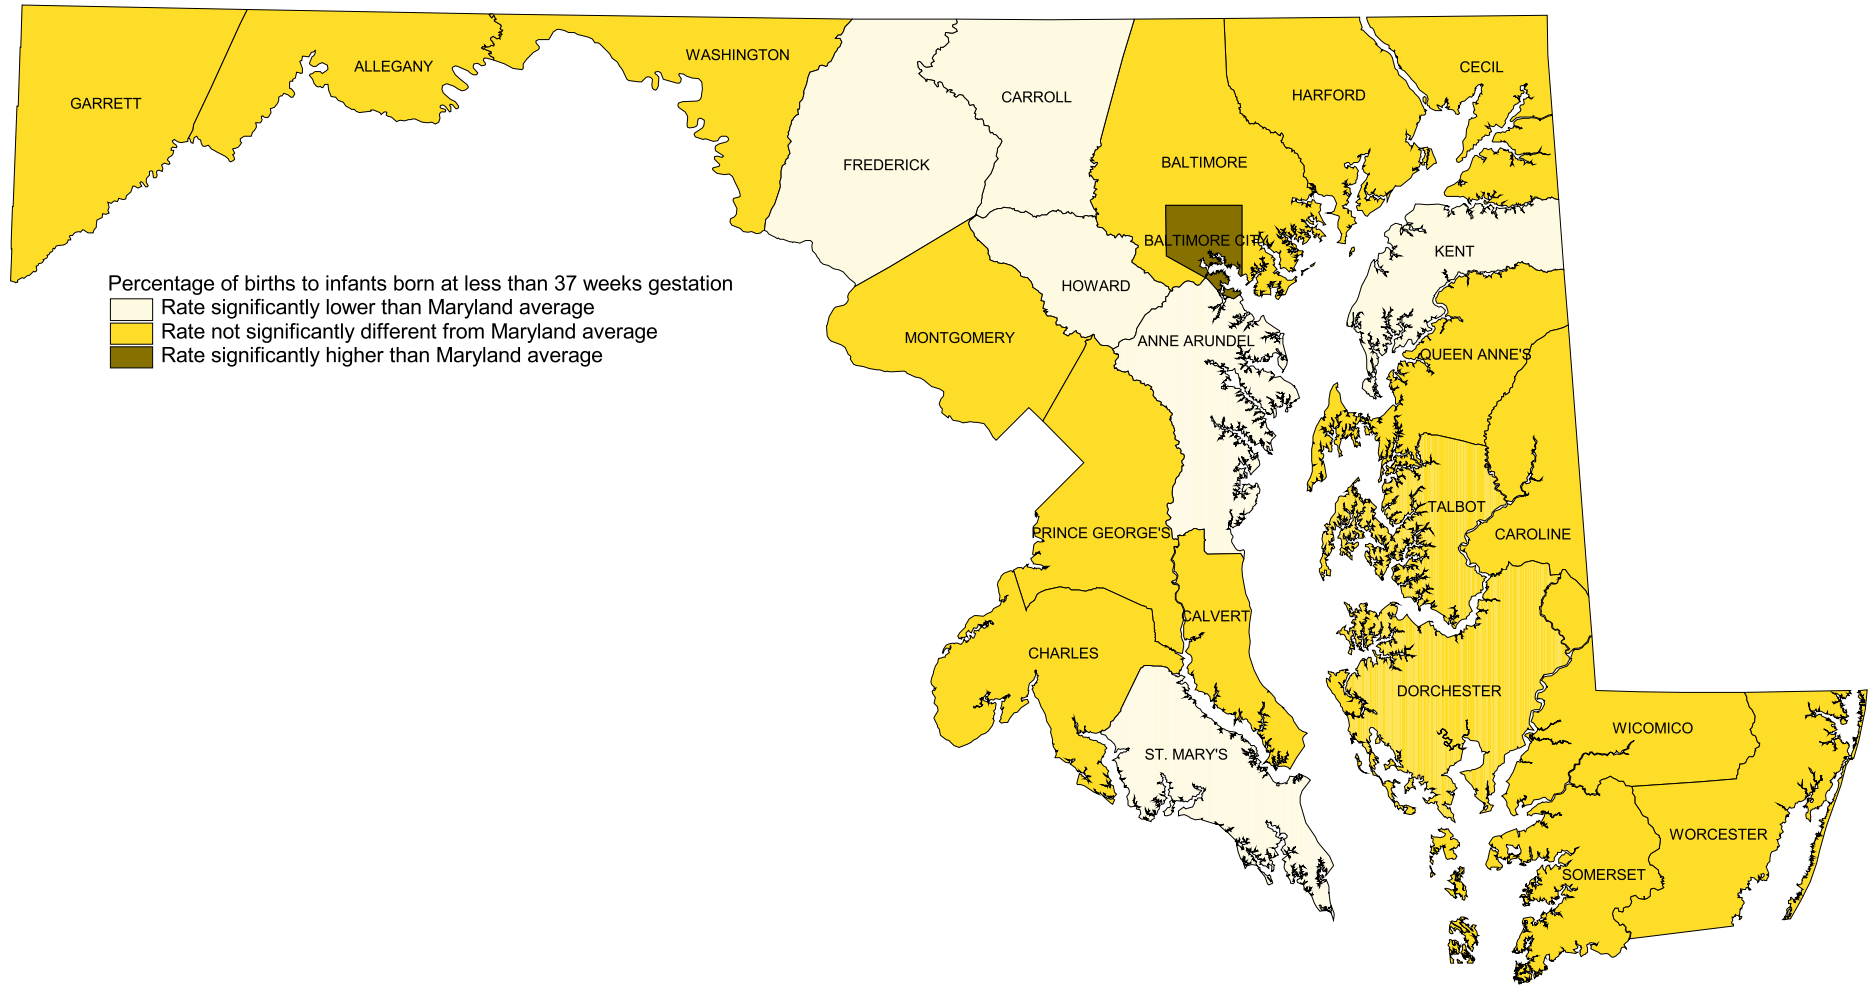 GARRETT
ALLEGANY
WASHINGTON
FREDERICK
CARROLL
BALTIMORE
HARFORD
CECIL
BALTIMORE CITY
KENT
HOWARD
MONTGOMERY
ANNE ARUNDEL
QUEEN ANNE'S
Percentage of births to infants born at less than 37 weeks gestation
Rate significantly lower than Maryland average
Rate not significantly different from Maryland average
Rate significantly higher than Maryland average
TALBOT
CAROLINE
PRINCE GEORGE'S
CALVERT
CHARLES
DORCHESTER
ST. MARY'S
WICOMICO
WORCESTER
SOMERSET